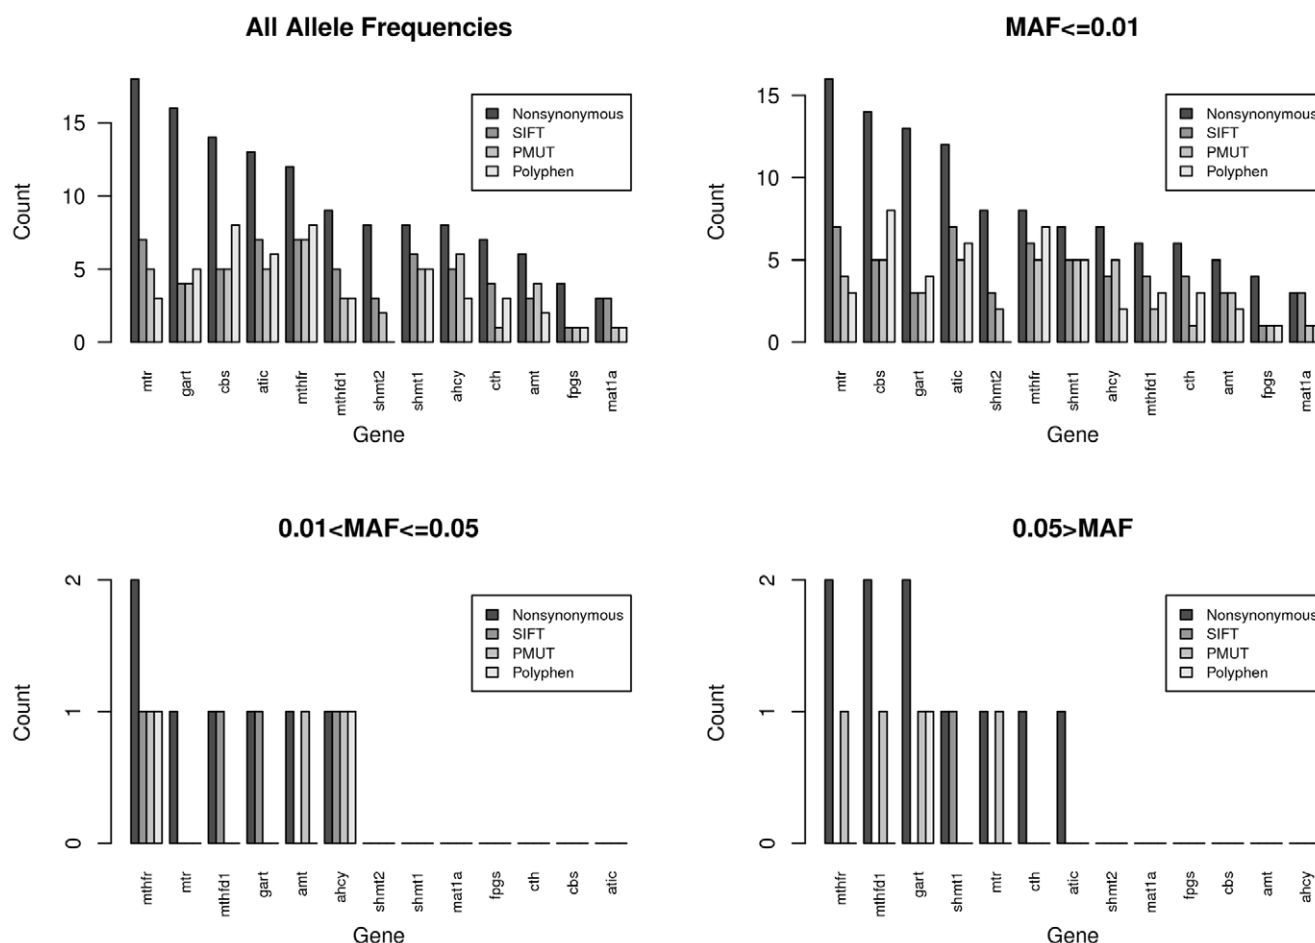 All Allele Frequencies
Count
15
10
5
0
Nonsynonymous
SIFT
PMUT
Polyphen
mtr gart cbs atic mthfr mthfd1 shmt2 shmt1 ahcy cth amt fpgs mat1a
Gene
MAF<=0.01
Count
15
10
5
0
Nonsynonymous
SIFT
PMUT
Polyphen
mtr cbs gart atic shmt2 mthfr shmt1 ahcy mthfd1 cth amt fpgs mat1a
Gene
0.01<MAF<=0.05
Count
2
1
0
Nonsynonymous
SIFT
PMUT
Polyphen
mthfr mtr mthfd1 gart amt ahcy shmt2 shmt1 mat1a fpgs cth cbs atic
Gene
0.05>MAF
Count
2
1
0
Nonsynonymous
SIFT
PMUT
Polyphen
mthfr mthfd1 gart shmt1 mtr cth atic shmt2 mat1a fpgs cbs amt ahcy
Gene